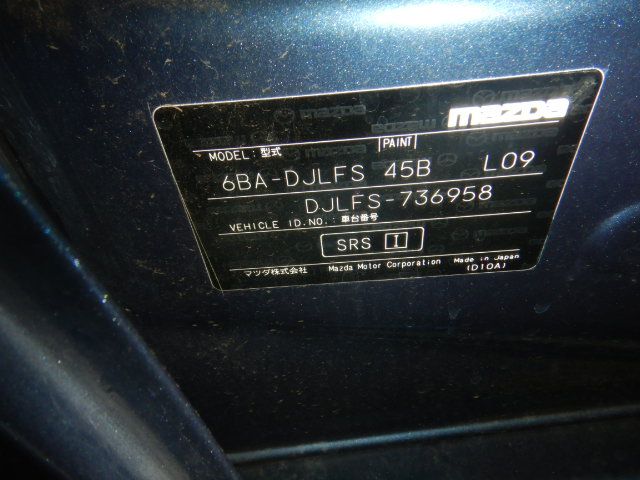 mazda
MODEL: 型式 PAINT
6BA-DJLFS 45B L09
DJLFS-736958
VEHICLE ID.NO.: 車台番号
SRS I
マツダ株式会社 Mazda Motor Corporation Made in Japan
(D10A)